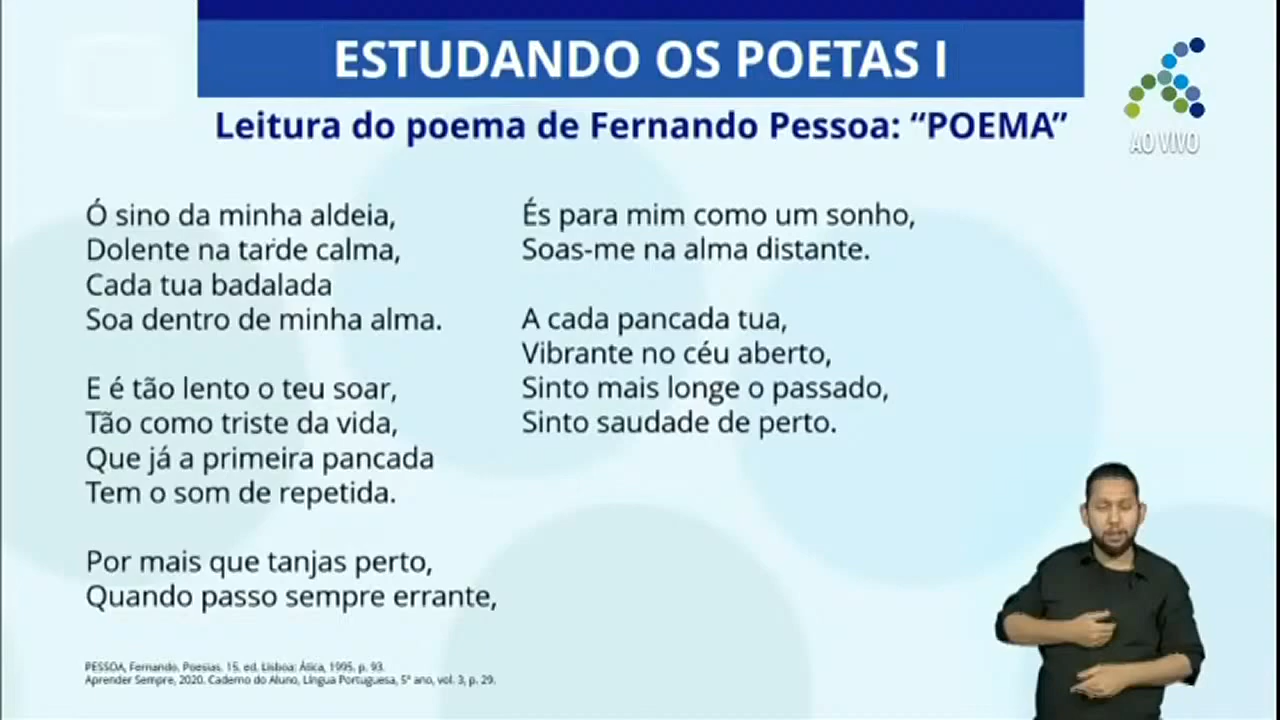 ESTUDANDO OS POETAS I
Leitura do poema de Fernando Pessoa: “POEMA”
AO VIVO
Ó sino da minha aldeia,
Dolente na tarde calma,
Cada tua badalada
Soa dentro de minha alma.
E é tão lento o teu soar,
Tão como triste da vida,
Que já a primeira pancada
Tem o som de repetida.
Por mais que tanjas perto,
Quando passo sempre errante,
És para mim como um sonho,
Soas-me na alma distante.
A cada pancada tua,
Vibrante no céu aberto,
Sinto mais longe o passado,
Sinto saudade de perto.
PESSOA, Fernando. Poesias. 15. ed. Lisboa: Ática, 1995. p. 93.
Aprender Sempre, 2020. Caderno do Aluno, Língua Portuguesa, 5º ano, vol. 3, p. 29.